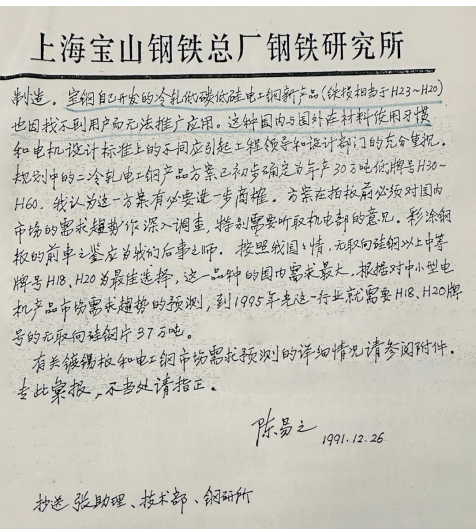 上海宝山钢铁总厂钢铁研究所
制造。宝钢自己开发的冷轧低碳低硅电工钢新产品(铁损相当于H23~H20)
也因找不到用户而无法推广应用。这种国内与国外在材料使用习惯
和电机设计标准上的不同应引起工程领导和设计部门的充分重视。
规划中的二冷轧电工钢产品方案已初步确定为年产30万吨低牌号H30~
H60。我认为这一方案有必要进一步商榷。方案在拍板前必须对国内
市场的需求趋势作深入调查,特别需要听取机电部的意见。彩涂钢
板的前车之鉴应为我们后事之师。按照我国国情,无取向硅钢以上中等
牌号H18、H20为最佳选择,这一品种的国内需求最大。根据对中小型电
机产品市场需求趋势的预测,到1995年光这一行业就需要H18、H20牌
号的无取向硅钢片37万吨。
有关镀锡板和电工钢市场需求预测的详细情况请参阅附件。
专此彙报,不当处请指正。
陈易之 1991.12.26
抄送 张助理、技术部、钢研所